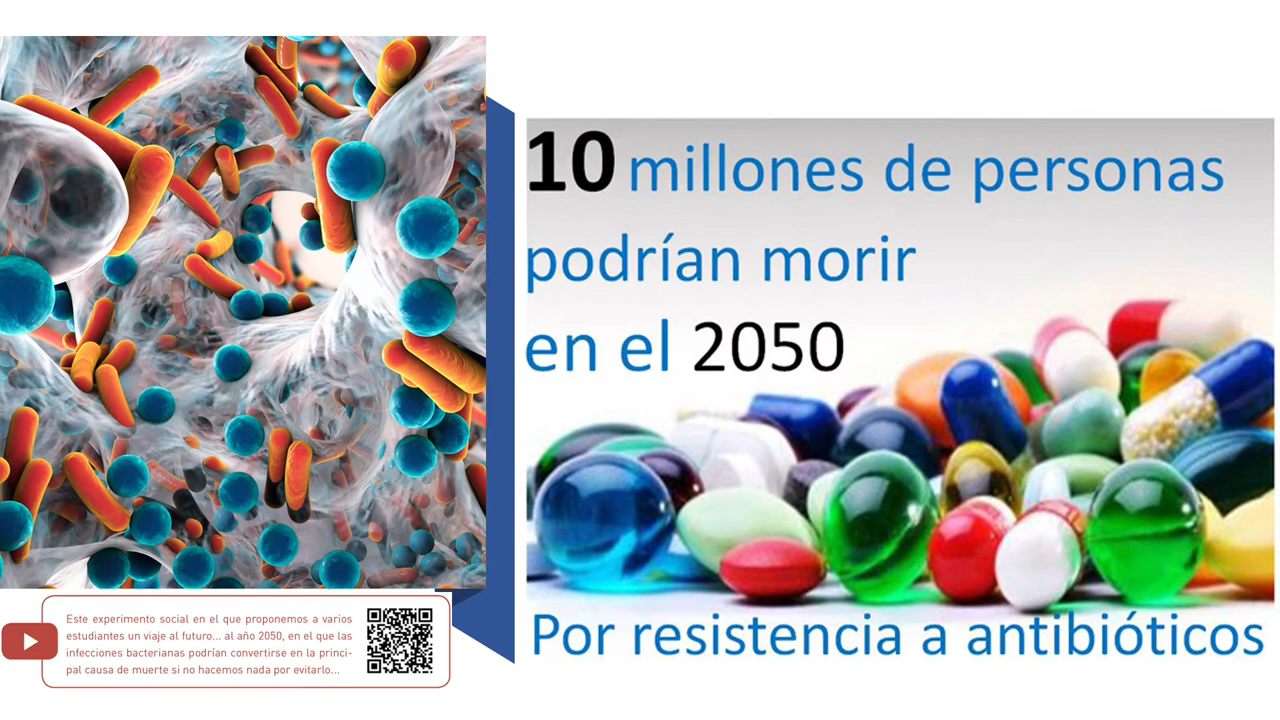 10 millones de personas
podrían morir
en el 2050
Por resistencia a antibióticos
Este experimento social en el que proponemos a varios
estudiantes un viaje al futuro... al año 2050, en el que las
infecciones bacterianas podrían convertirse en la princi-
pal causa de muerte si no hacemos nada por evitarlo...